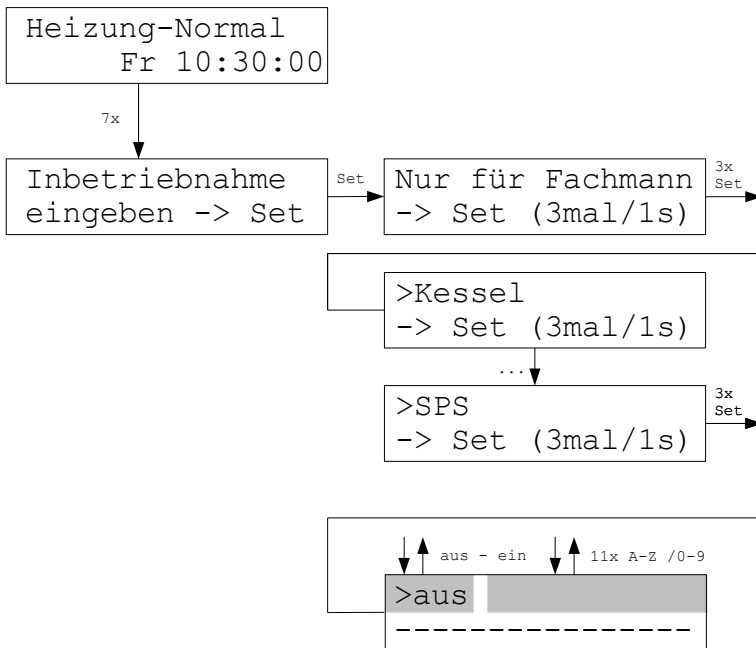 Heizung-Normal
Fr 10:30:00
7x
Inbetriebnahme
eingeben -> Set
Set
Nur für Fachmann
-> Set (3mal/1s)
3x
Set
>Kessel
-> Set (3mal/1s)
...
>SPS
-> Set (3mal/1s)
3x
Set
aus - ein
11x A-Z /0-9
>aus
----------------